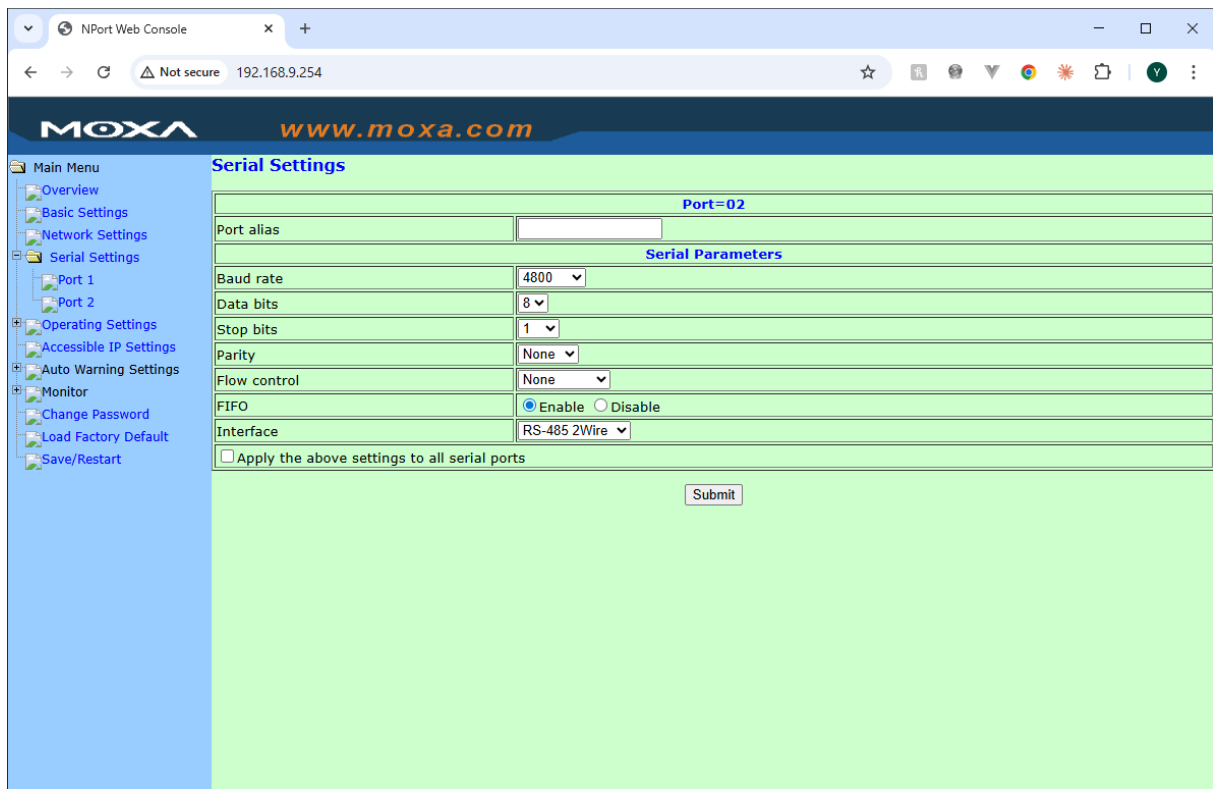 NPort Web Console
Not secure 192.168.9.254
Y
MOXA www.moxa.com
Main Menu
Overview
Basic Settings
Network Settings
Serial Settings
Port 1
Port 2
Operating Settings
Accessible IP Settings
Auto Warning Settings
Monitor
Change Password
Load Factory Default
Save/Restart
Serial Settings
Port=02
Port alias
Serial Parameters
Baud rate 4800
Data bits 8
Stop bits 1
Parity None
Flow control None
FIFO Enable Disable
Interface RS-485 2Wire
Apply the above settings to all serial ports
Submit